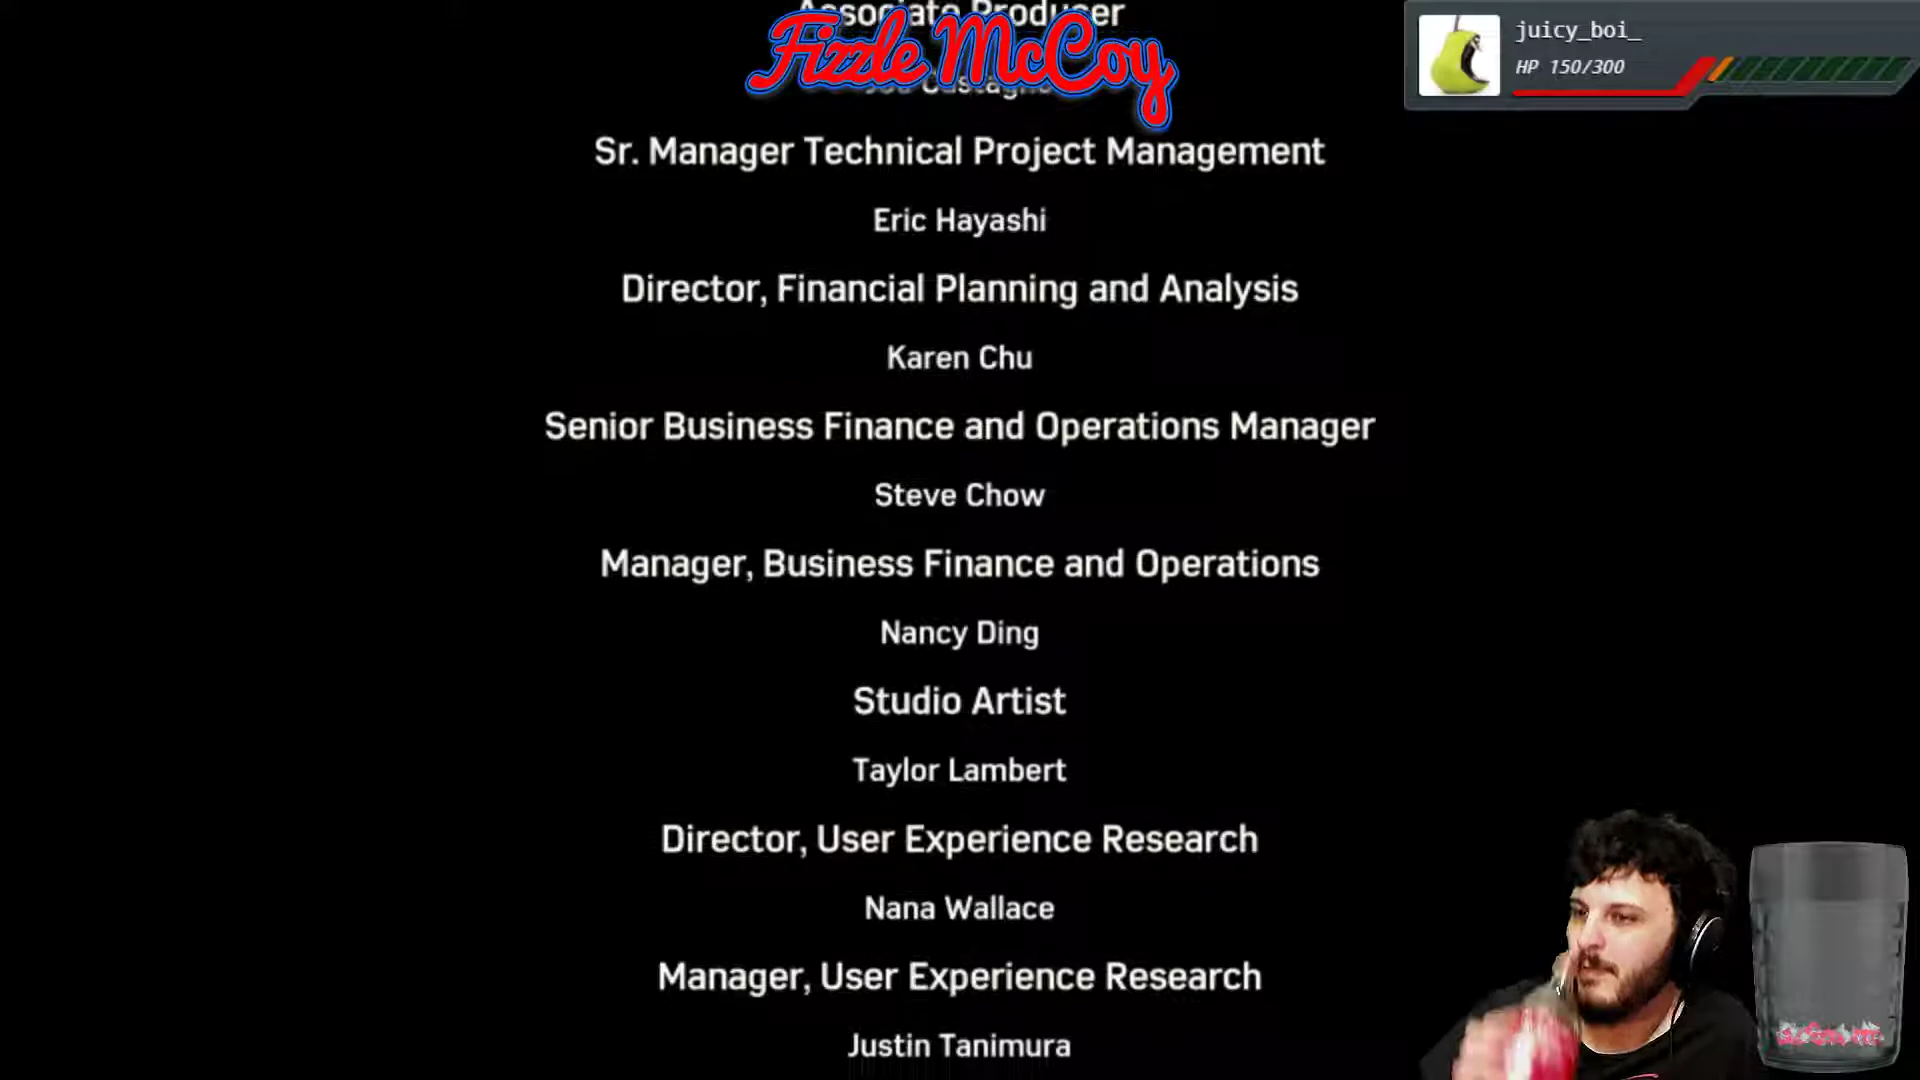 Associate Producer
Fizzle McCoy
juicy_boi_
HP 150/300
Sr. Manager Technical Project Management
Eric Hayashi
Director, Financial Planning and Analysis
Karen Chu
Senior Business Finance and Operations Manager
Steve Chow
Manager, Business Finance and Operations
Nancy Ding
Studio Artist
Taylor Lambert
Director, User Experience Research
Nana Wallace
Manager, User Experience Research
Justin Tanimura